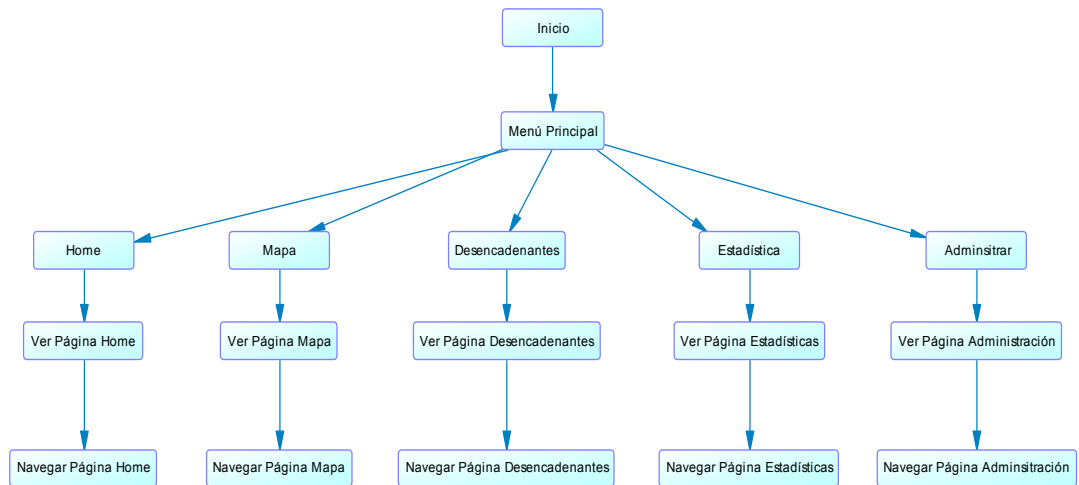 Inicio
Menú Principal
Home
Mapa
Desencadenantes
Estadística
Adminsitrar
Ver Página Home
Ver Página Mapa
Ver Página Desencadenantes
Ver Página Estadísticas
Ver Página Administración
Navegar Página Home
Navegar Página Mapa
Navegar Página Desencadenantes
Navegar Página Estadísticas
Navegar Página Adminsitración